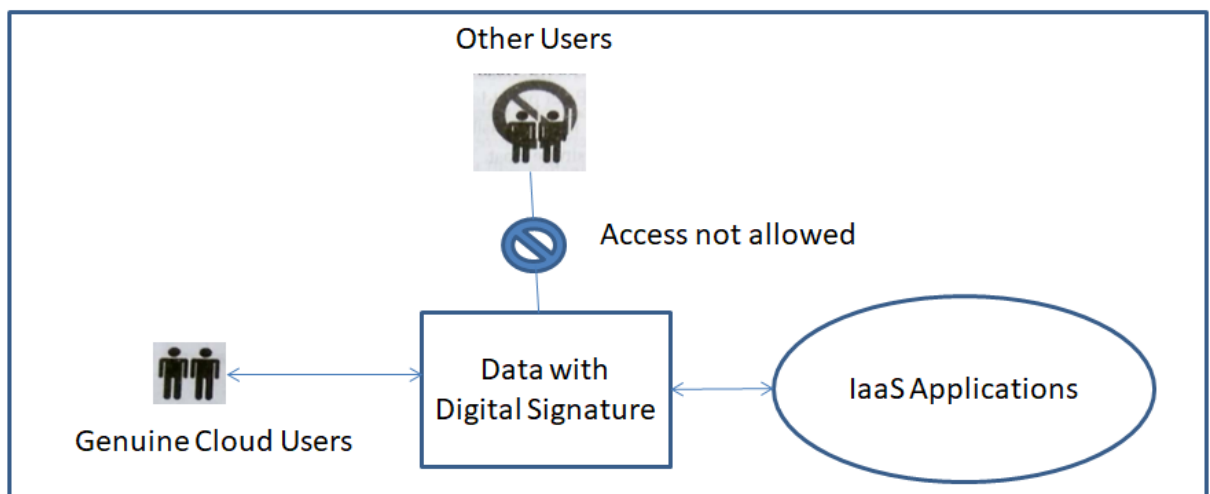 Other Users
Access not allowed
Data with
Digital Signature
IaaS Applications
Genuine Cloud Users